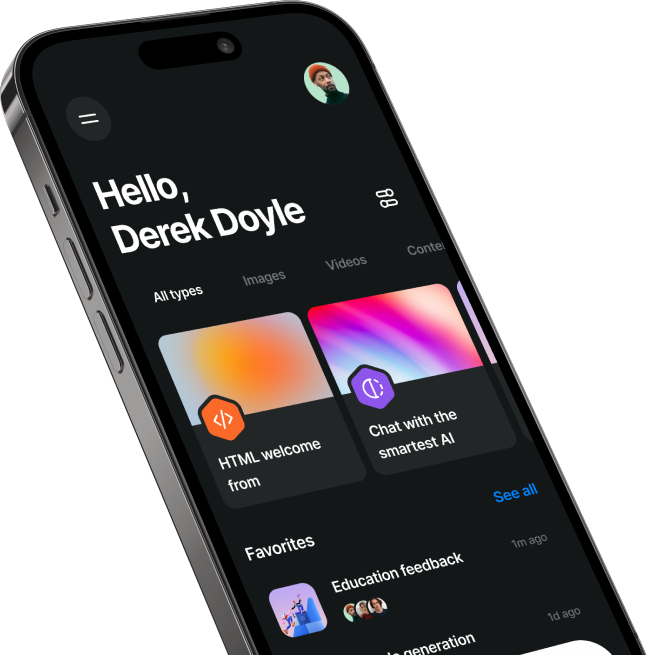 Hello,
Derek Doyle
All types
Images
Videos
HTML welcome
from
Chat with the
smartest AI
See all
Favorites
Education feedback
1m ago
generation
1d ago